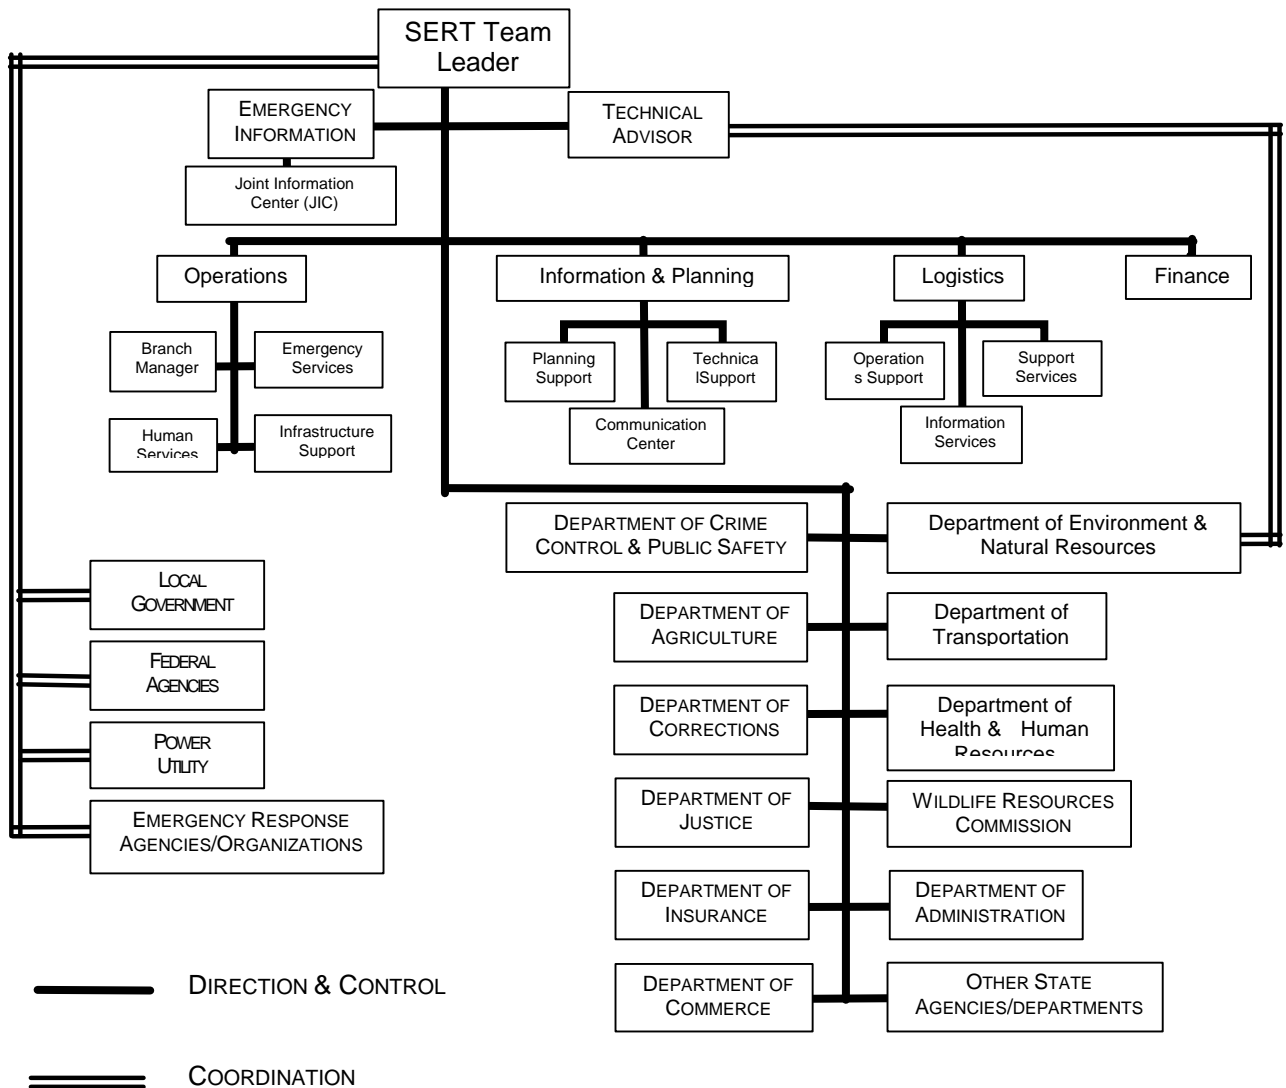 SERT Team
Leader
EMERGENCY
INFORMATION
TECHNICAL
ADVISOR
Joint Information
Center (JIC)
Operations
Information & Planning
Logistics
Finance
Branch
Manager
Emergency
Services
Planning
Support
Technica
lSupport
Operation
s Support
Support
Services
Human
Services
Infrastructure
Support
Communication
Center
Information
Services
DEPARTMENT OF CRIME
CONTROL & PUBLIC SAFETY
Department of Environment &
Natural Resources
LOCAL
GOVERNMENT
DEPARTMENT OF
AGRICULTURE
Department of
Transportation
FEDERAL
AGENCIES
DEPARTMENT OF
CORRECTIONS
Department of
Health & Human
Resources
POWER
UTILITY
DEPARTMENT OF
JUSTICE
WILDLIFE RESOURCES
COMMISSION
EMERGENCY RESPONSE
AGENCIES/ORGANIZATIONS
DEPARTMENT OF
INSURANCE
DEPARTMENT OF
ADMINISTRATION
DEPARTMENT OF
COMMERCE
OTHER STATE
AGENCIES/DEPARTMENTS
DIRECTION & CONTROL
COORDINATION